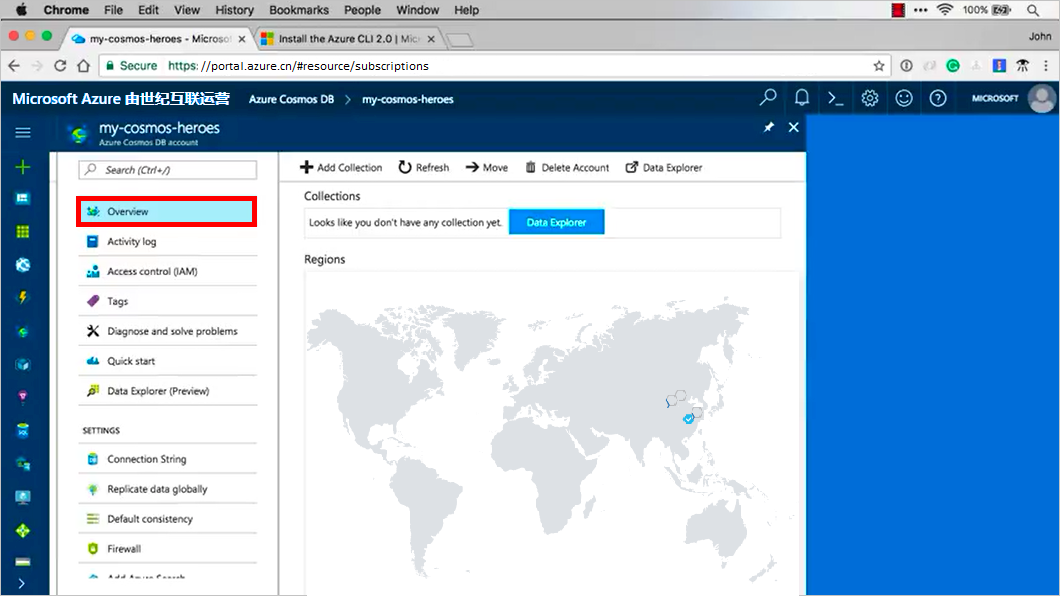 Chrome File Edit View History Bookmarks People Window Help 100%
my-cosmos-heroes - Microsof Install the Azure CLI 2.0 | Mic John
Secure https://portal.azure.cn/#resource/subscriptions
Microsoft Azure 由世纪互联运营 Azure Cosmos DB > my-cosmos-heroes MICROSOFT
my-cosmos-heroes
Azure Cosmos DB account
Search (Ctrl+/)
Add Collection Refresh Move Delete Account Data Explorer
Collections
Overview
Looks like you don't have any collection yet. Data Explorer
Activity log
Regions
Access control (IAM)
Tags
Diagnose and solve problems
Quick start
Data Explorer (Preview)
SETTINGS
SQL
Connection String
Replicate data globally
Default consistency
Firewall
Add Azure Search